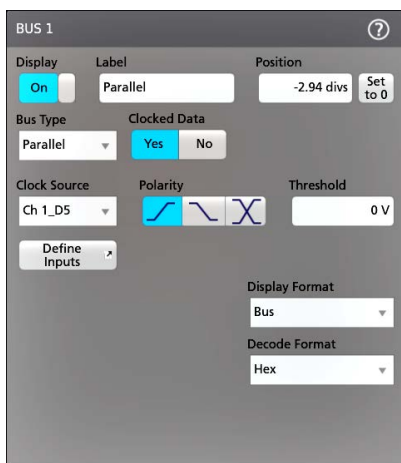 BUS 1
?
Display Label Position
On Parallel -2.94 divs Set to 0
Bus Type Clocked Data
Parallel Yes No
Clock Source Polarity Threshold
Ch 1_D5 0 V
Define
Inputs
Display Format
Bus
Decode Format
Hex